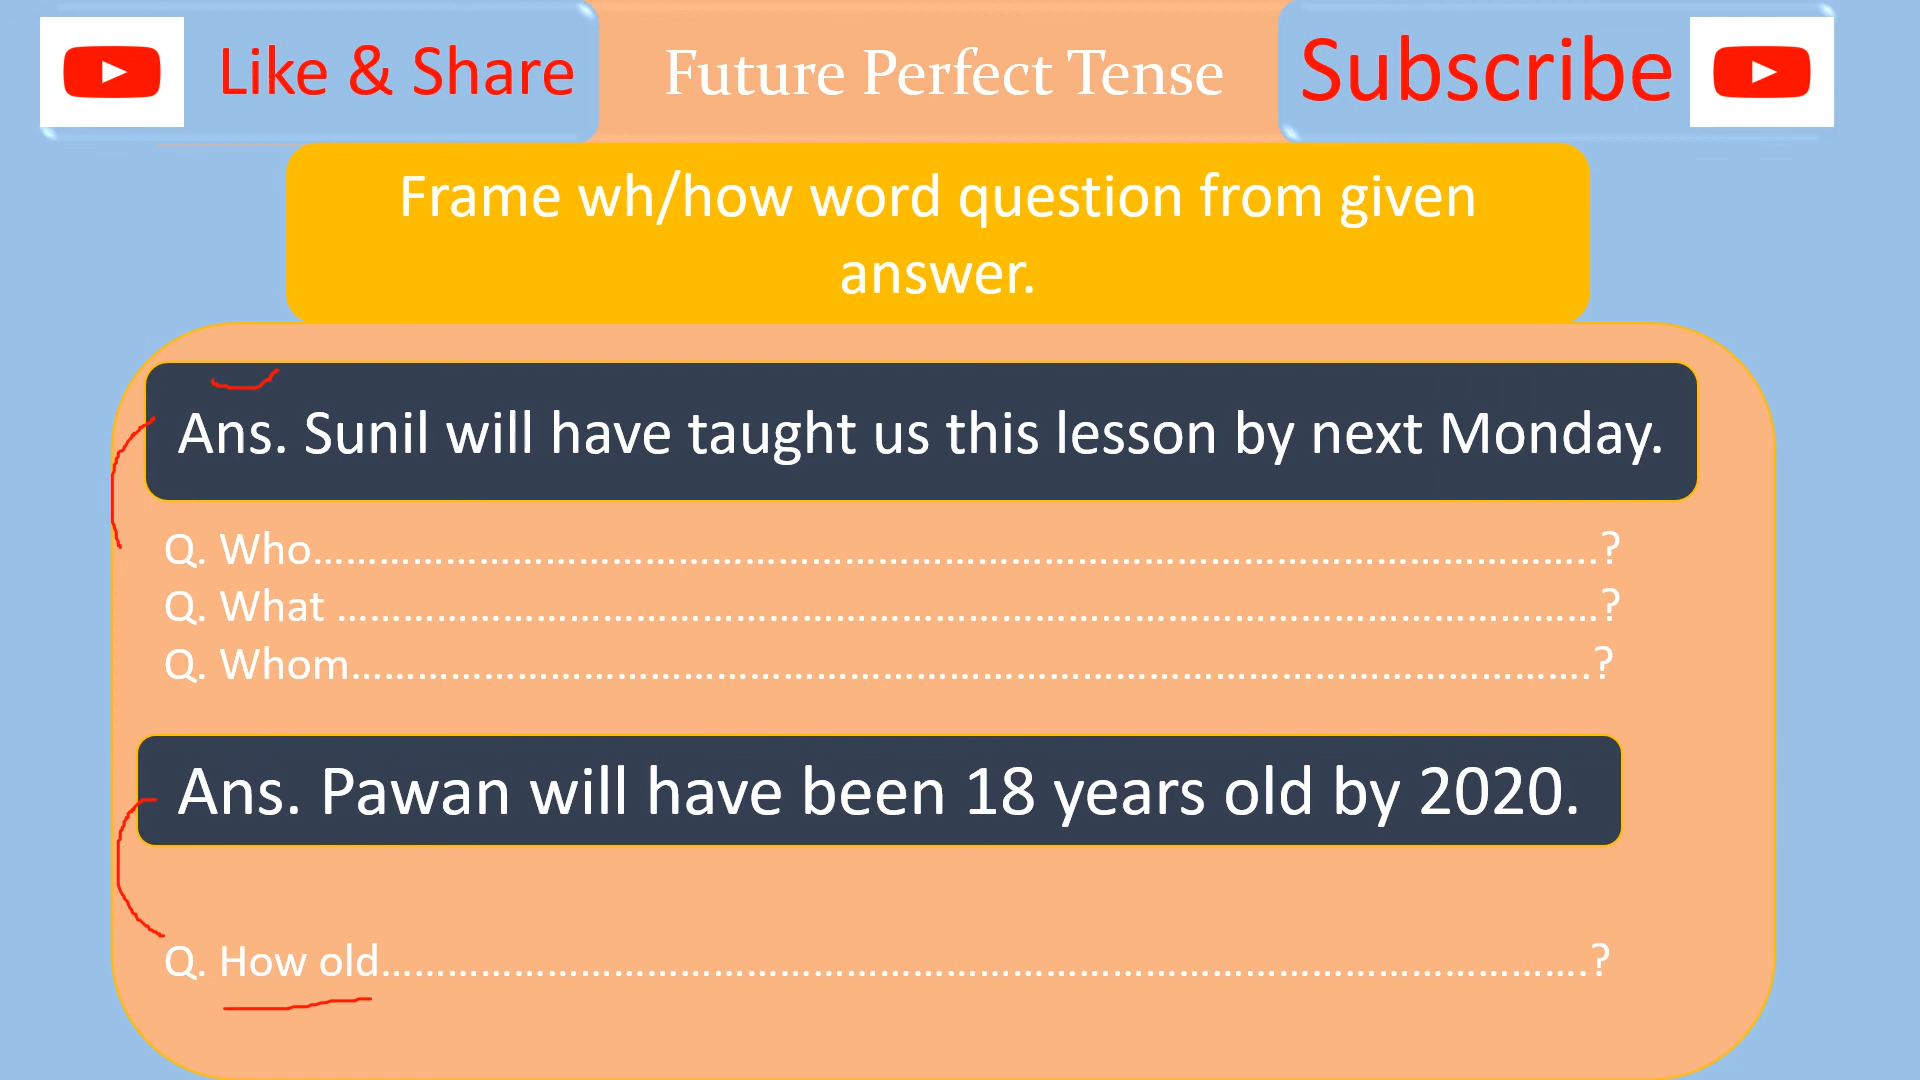 Like & Share
Future Perfect Tense
Subscribe
Frame wh/how word question from given
answer.
Ans. Sunil will have taught us this lesson by next Monday.
Q. Who...............................................................................................?
Q. What ...............................................................................................?
Q. Whom...............................................................................................?
Ans. Pawan will have been 18 years old by 2020.
Q. How old...............................................................................................?